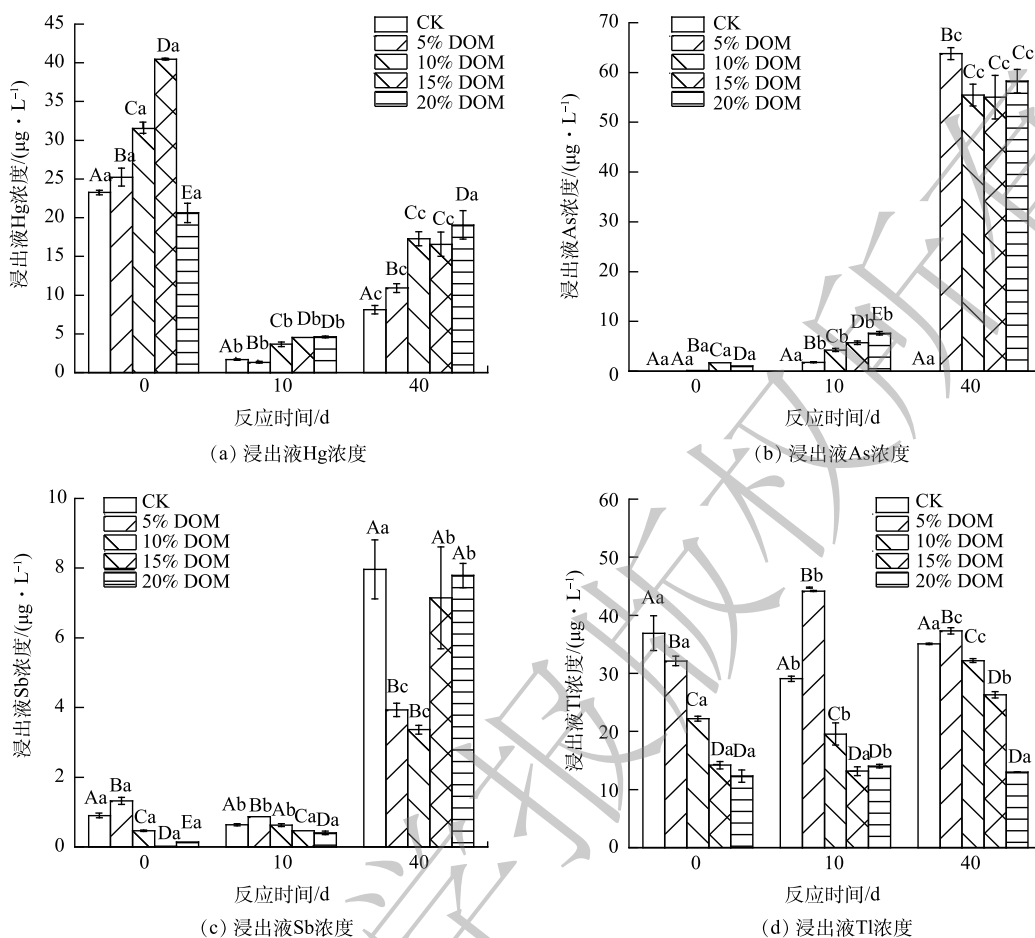 45
40
35
30
25
20
15
10
5
0
浸出液Hg浓度/(μg·L⁻¹)
CK
5% DOM
10% DOM
15% DOM
20% DOM
Aa
Ba
Ca
Da
Ea
Ab
Bb
Cb
Db
Db
Ac
Bc
Cc
Cc
Da
0
10
40
反应时间/d
(a) 浸出液Hg浓度
70
60
50
40
30
20
10
0
浸出液As浓度/(μg·L⁻¹)
CK
5% DOM
10% DOM
15% DOM
20% DOM
Aa
Aa
Ba
Ca
Da
Aa
Bb
Cb
Db
Eb
Aa
Bc
Cc
Cc
Cc
0
10
40
反应时间/d
(b) 浸出液As浓度
10
8
6
4
2
0
浸出液Sb浓度/(μg·L⁻¹)
CK
5% DOM
10% DOM
15% DOM
20% DOM
Aa
Ba
Ca
Da
Ea
Ab
Bb
Ab
Ca
Da
Aa
Bc
Bc
Ab
Ab
0
10
40
反应时间/d
(c) 浸出液Sb浓度
60
50
40
30
20
10
0
浸出液Tl浓度/(μg·L⁻¹)
CK
5% DOM
10% DOM
15% DOM
20% DOM
Aa
Ba
Ca
Da
Da
Ab
Bb
Cb
Da
Db
Aa
Bc
Cc
Db
Da
0
10
40
反应时间/d
(d) 浸出液Tl浓度
学报版权所有